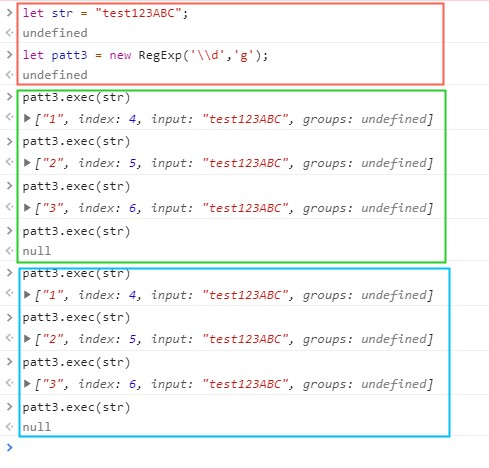 let str = "test123ABC";
undefined
let patt3 = new RegExp('\\d','g');
undefined
patt3.exec(str)
["1", index: 4, input: "test123ABC", groups: undefined]
patt3.exec(str)
["2", index: 5, input: "test123ABC", groups: undefined]
patt3.exec(str)
["3", index: 6, input: "test123ABC", groups: undefined]
patt3.exec(str)
null
patt3.exec(str)
["1", index: 4, input: "test123ABC", groups: undefined]
patt3.exec(str)
["2", index: 5, input: "test123ABC", groups: undefined]
patt3.exec(str)
["3", index: 6, input: "test123ABC", groups: undefined]
patt3.exec(str)
null